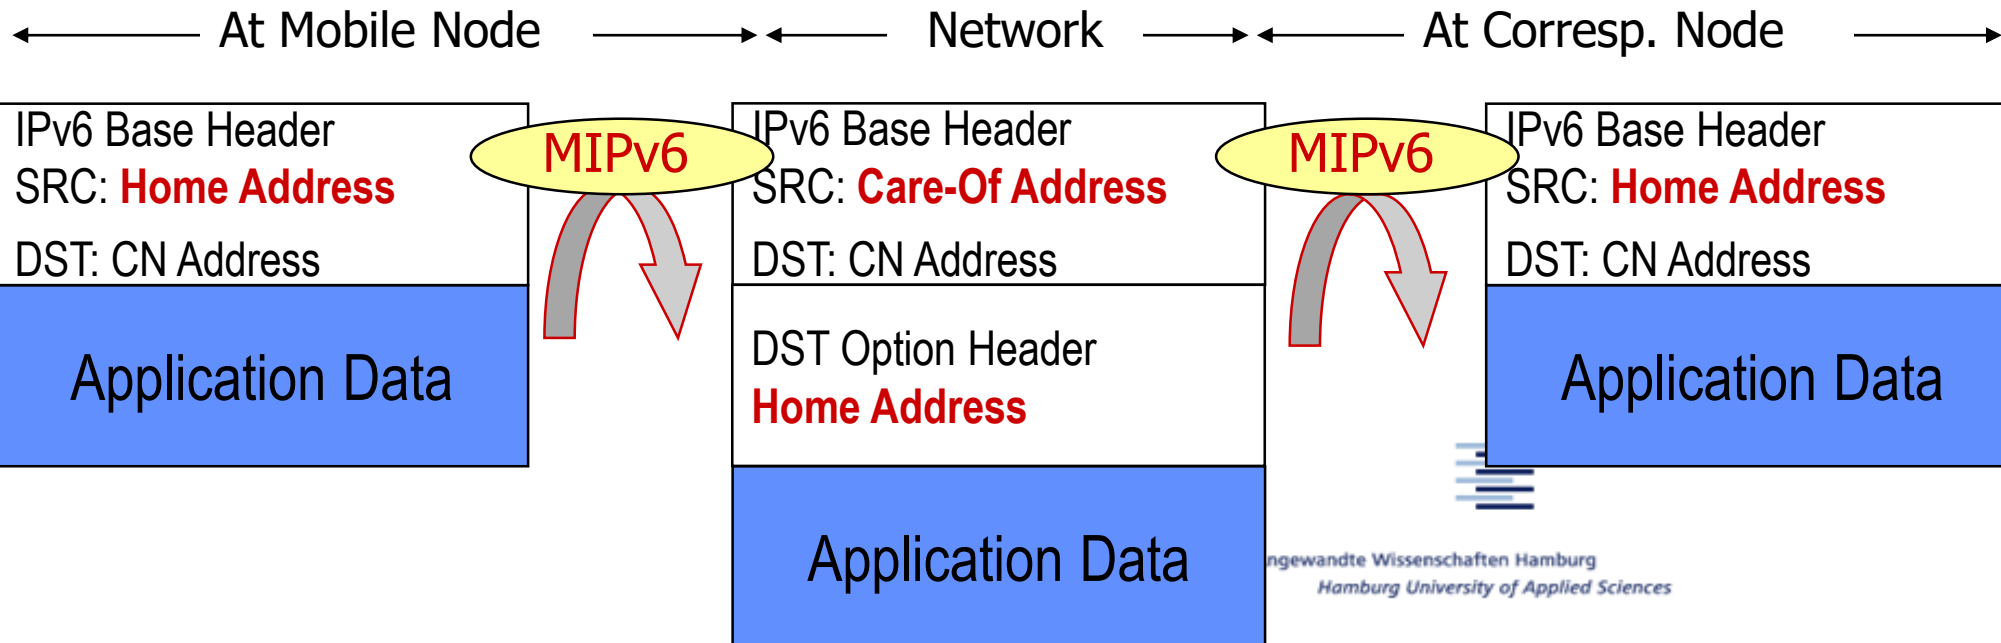 At Mobile Node
Network
At Corresp. Node
IPv6 Base Header
SRC: Home Address
DST: CN Address
Application Data
MIPv6
IPv6 Base Header
SRC: Care-Of Address
DST: CN Address
DST Option Header
Home Address
Application Data
MIPv6
IPv6 Base Header
SRC: Home Address
DST: CN Address
Application Data
ngewandte Wissenschaften Hamburg
Hamburg University of Applied Sciences